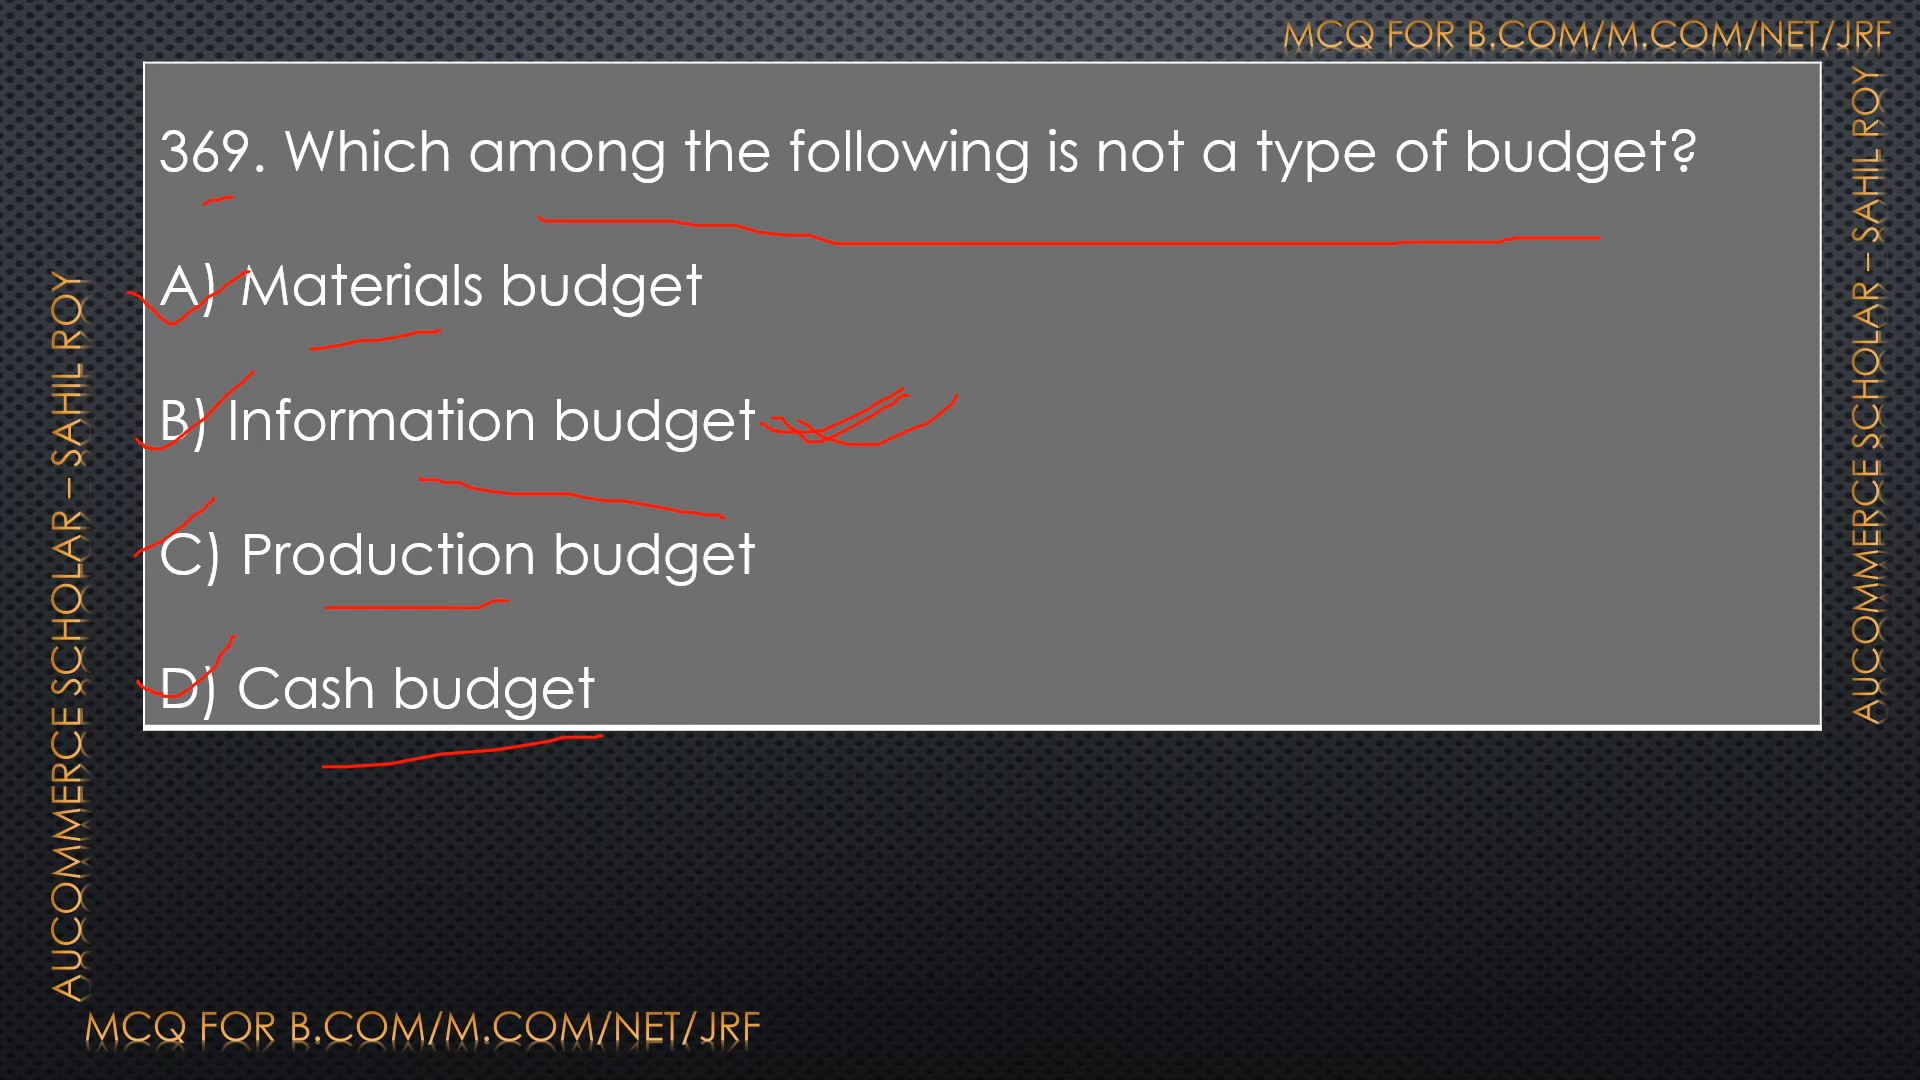 MCQ FOR B.COM/M.COM/NET/JRF
369. Which among the following is not a type of budget?
A) Materials budget
B) Information budget
C) Production budget
D) Cash budget
AUCOMMERCE SCHOLAR – SAHIL ROY
AUCOMMERCE SCHOLAR – SAHIL ROY
MCQ FOR B.COM/M.COM/NET/JRF